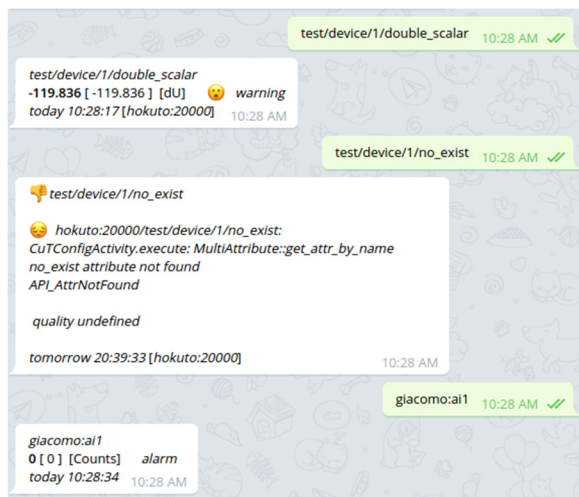 test/device/1/double_scalar 10:28 AM
test/device/1/double_scalar
-119.836 [ -119.836 ] [dU] 😮 warning
today 10:28:17 [hokuto:20000] 10:28 AM
test/device/1/no_exist 10:28 AM
👎 test/device/1/no_exist
😔 hokuto:20000/test/device/1/no_exist:
CuTConfigActivity.execute: MultiAttribute::get_attr_by_name
no_exist attribute not found
API_AttrNotFound
quality undefined
tomorrow 20:39:33 [hokuto:20000] 10:28 AM
giacomo:ai1 10:28 AM
giacomo:ai1
0 [ 0 ] [Counts] alarm
today 10:28:34 10:28 AM